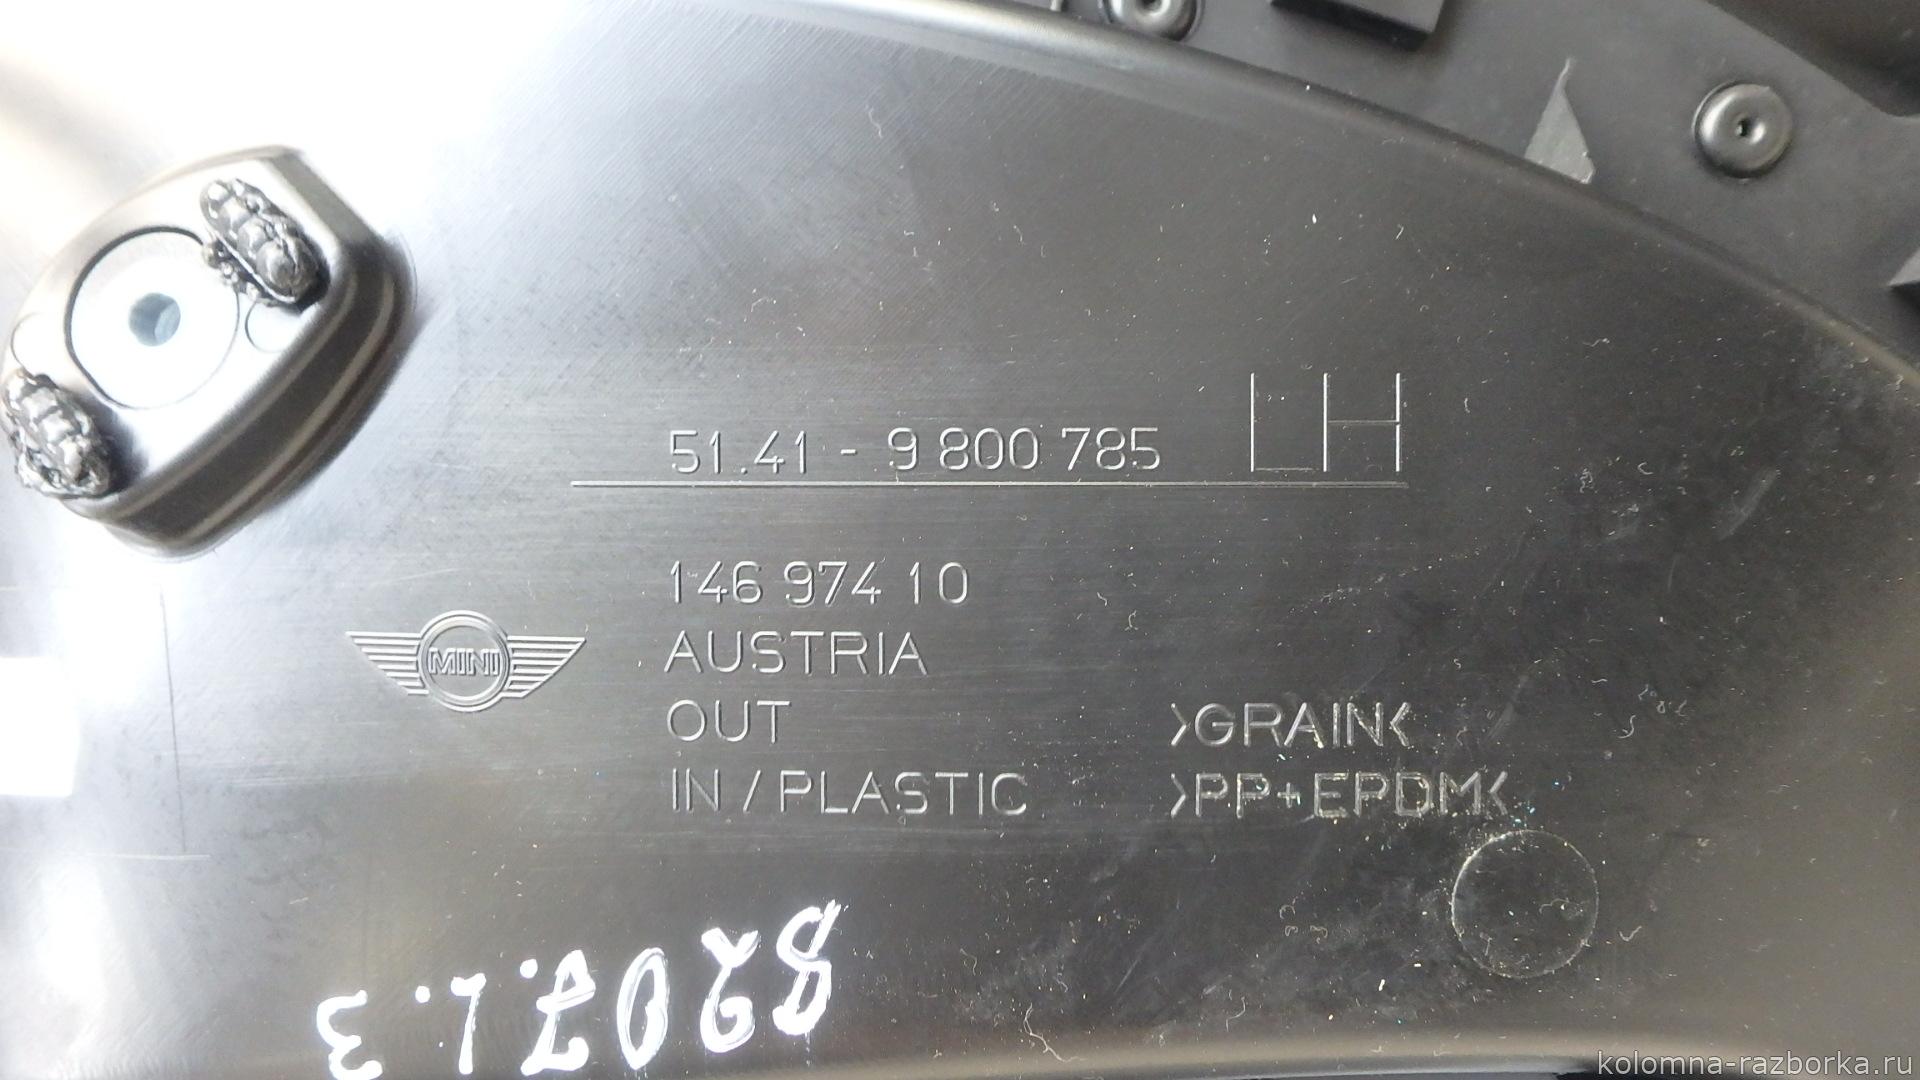 51.41 - 9 800 785 LH
146 974 10
MINI
AUSTRIA
OUT >GRAIN<
IN / PLASTIC >PP+EPDM<
8207.1.3
kolomna-razborka.ru